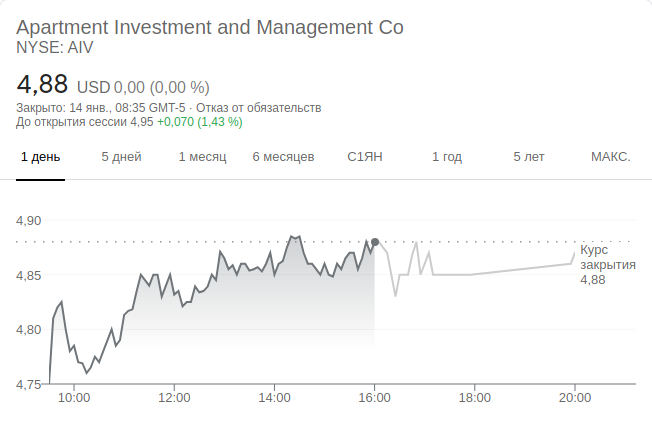 Apartment Investment and Management Co
NYSE: AIV
4,88 USD 0,00 (0,00 %)
Закрыто: 14 янв., 08:35 GMT-5 · Отказ от обязательств
До открытия сессии 4,95 +0,070 (1,43 %)
1 день 5 дней 1 месяц 6 месяцев С1ЯН 1 год 5 лет МАКС.
4,90
Курс
закрытия
4,88
4,85
4,80
4,75
10:00 12:00 14:00 16:00 18:00 20:00